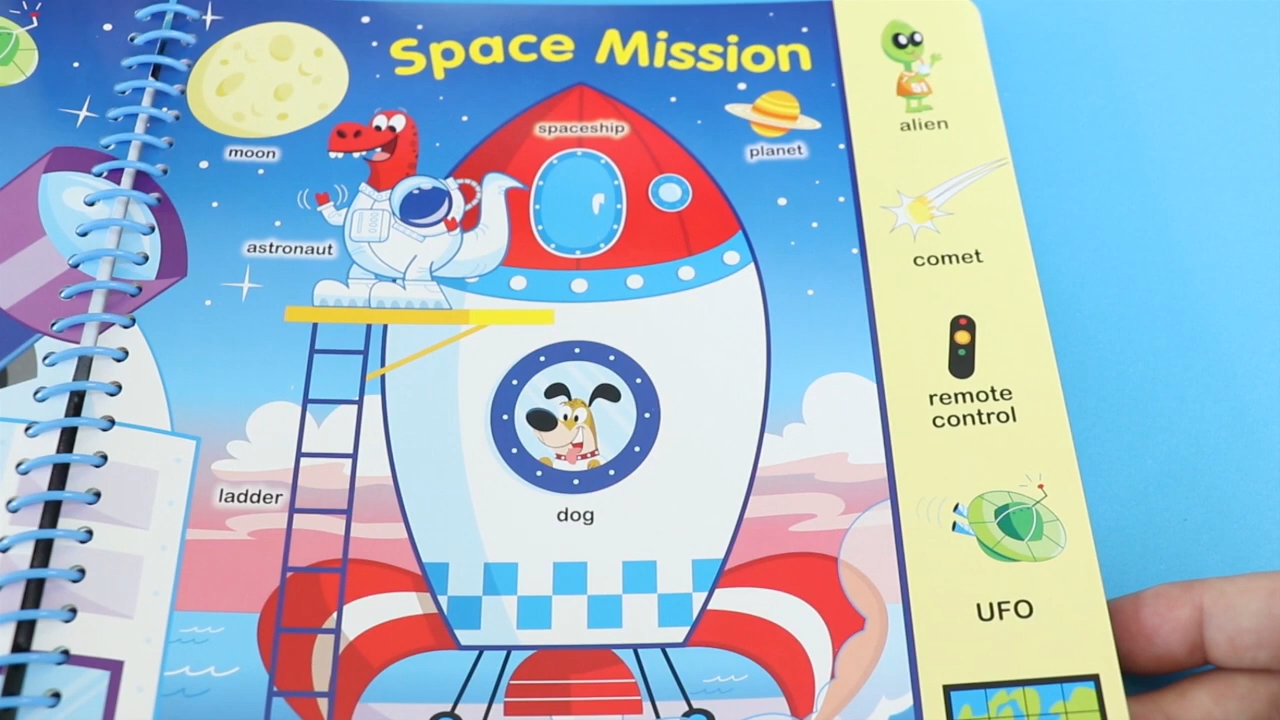 Space Mission
moon
spaceship
planet
astronaut
ladder
dog
alien
comet
remote
control
UFO